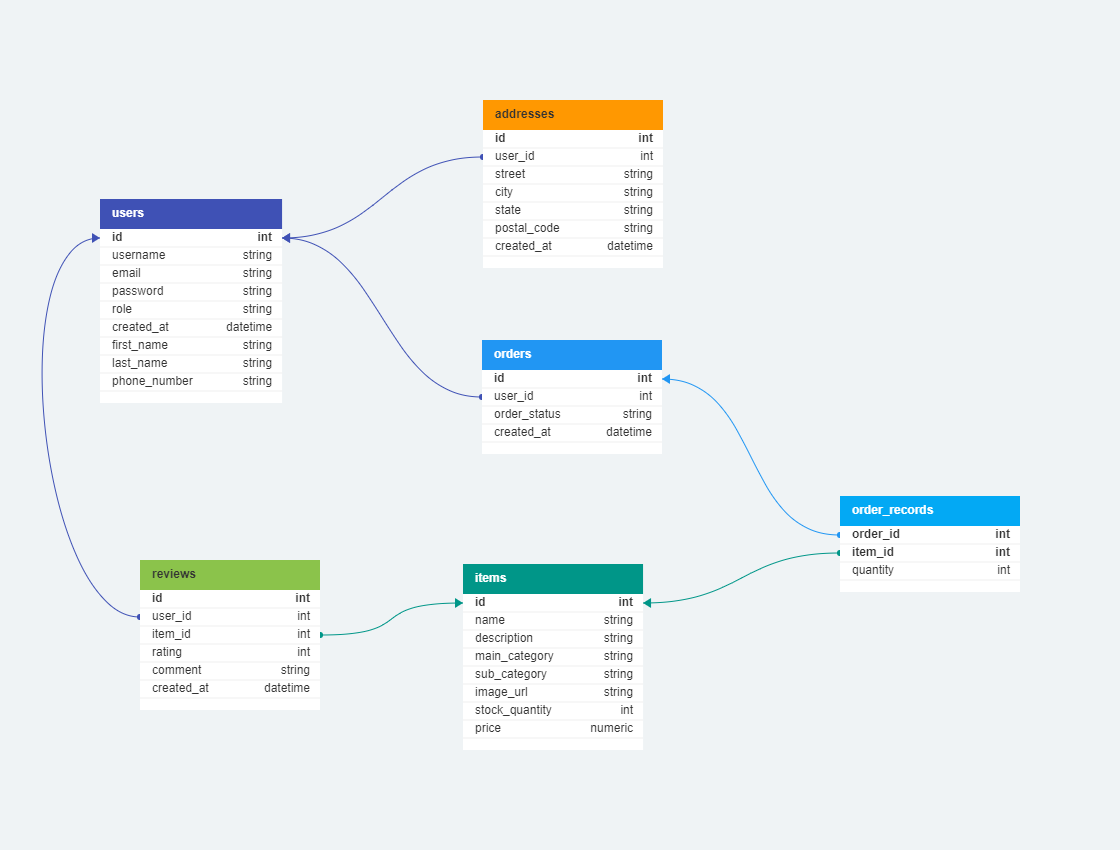 addresses
id int
user_id int
street string
city string
state string
postal_code string
created_at datetime
users
id int
username string
email string
password string
role string
created_at datetime
first_name string
last_name string
phone_number string
orders
id int
user_id int
order_status string
created_at datetime
order_records
order_id int
item_id int
quantity int
reviews
id int
user_id int
item_id int
rating int
comment string
created_at datetime
items
id int
name string
description string
main_category string
sub_category string
image_url string
stock_quantity int
price numeric